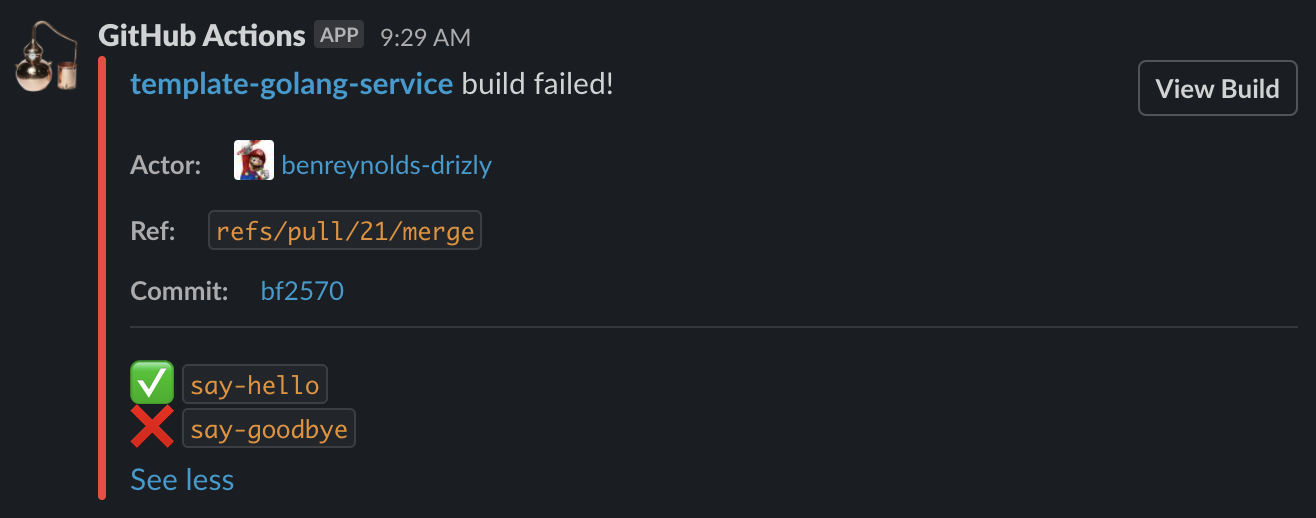 GitHub Actions APP 9:29 AM
template-golang-service build failed!
View Build
Actor: benreynolds-drizly
Ref: refs/pull/21/merge
Commit: bf2570
say-hello
say-goodbye
See less